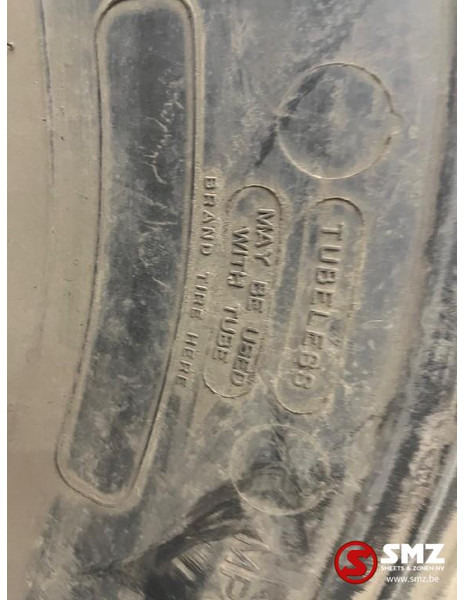 TUBELESS
MAY BE USED
WITH TUBE
BRAND TIRE HERE
SMZ
SMEETS & ZONEN NV
www.smz.be